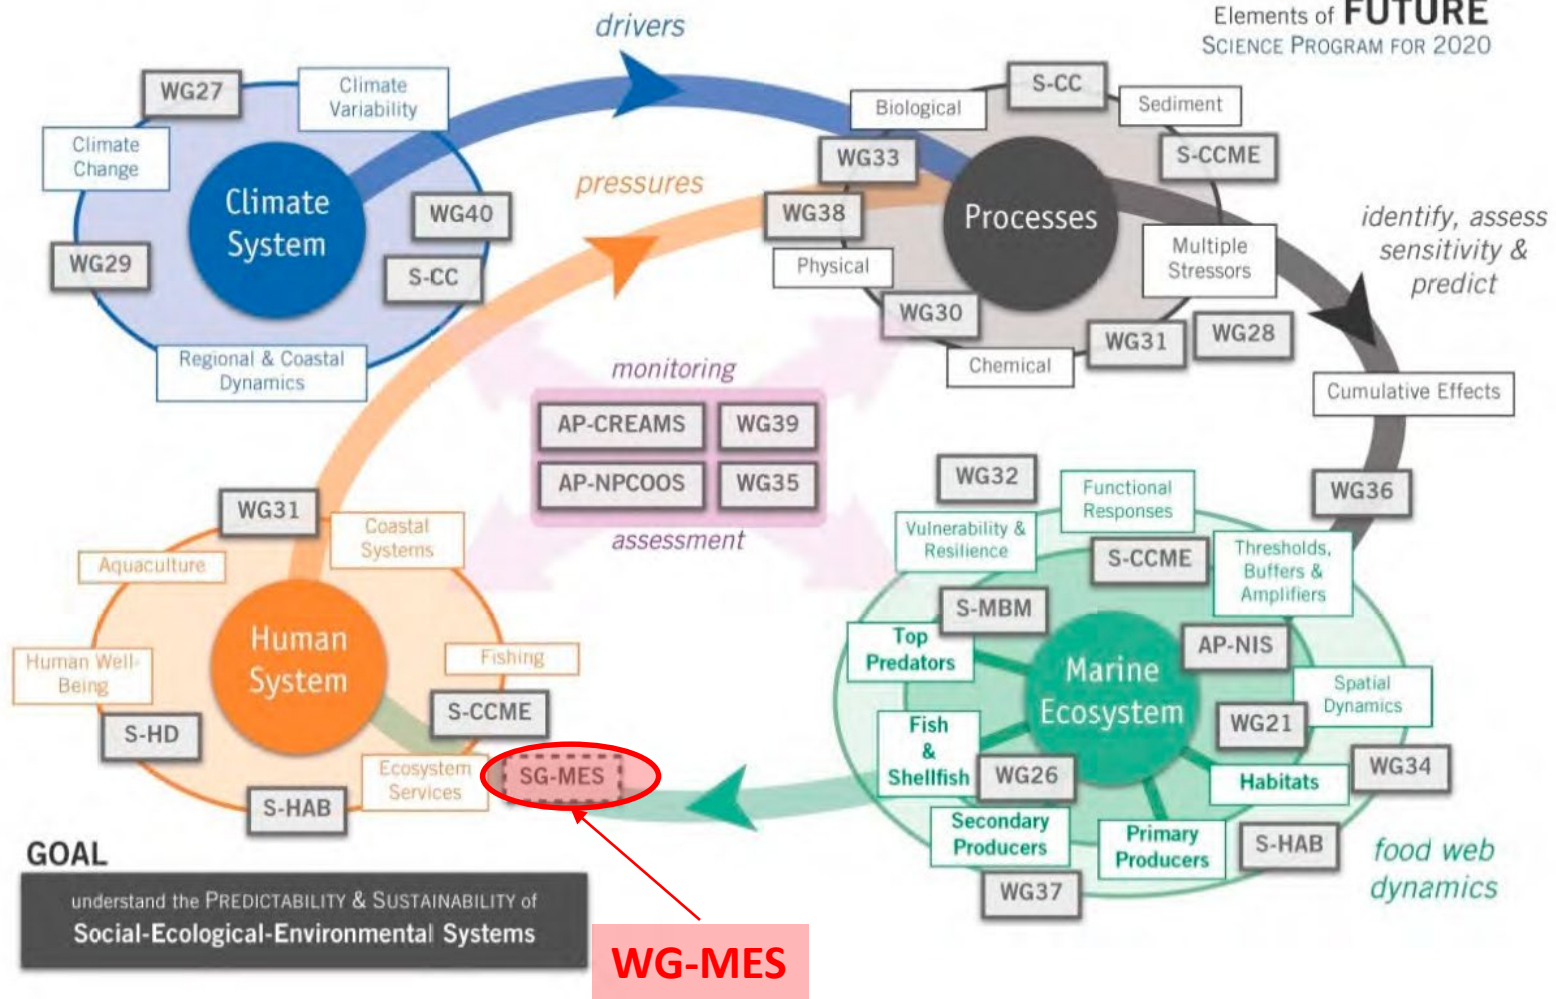 Elements of FUTURE
SCIENCE PROGRAM FOR 2020
drivers
WG27
Climate
Variability
Climate
Change
Climate
System
WG40
WG29
S-CC
Regional & Coastal
Dynamics
pressures
Biological
S-CC
Sediment
WG33
S-CCME
WG38
Processes
Physical
Multiple
Stressors
WG30
WG31
WG28
Chemical
identify, assess
sensitivity &
predict
Cumulative Effects
WG36
monitoring
AP-CREAMS
WG39
AP-NPCOOS
WG35
assessment
WG31
Coastal
Systems
Aquaculture
Human
System
Human Well-
Being
Fishing
S-HD
S-CCME
Ecosystem
Services
SG-MES
S-HAB
WG32
Functional
Responses
Vulnerability &
Resilience
S-CCME
Thresholds,
Buffers &
Amplifiers
S-MBM
Top
Predators
AP-NIS
Marine
Ecosystem
Spatial
Dynamics
Fish
&
Shellfish
WG21
WG26
Habitats
WG34
Secondary
Producers
Primary
Producers
S-HAB
WG37
food web
dynamics
GOAL
understand the PREDICTABILITY & SUSTAINABILITY of
Social-Ecological-Environmental Systems
WG-MES